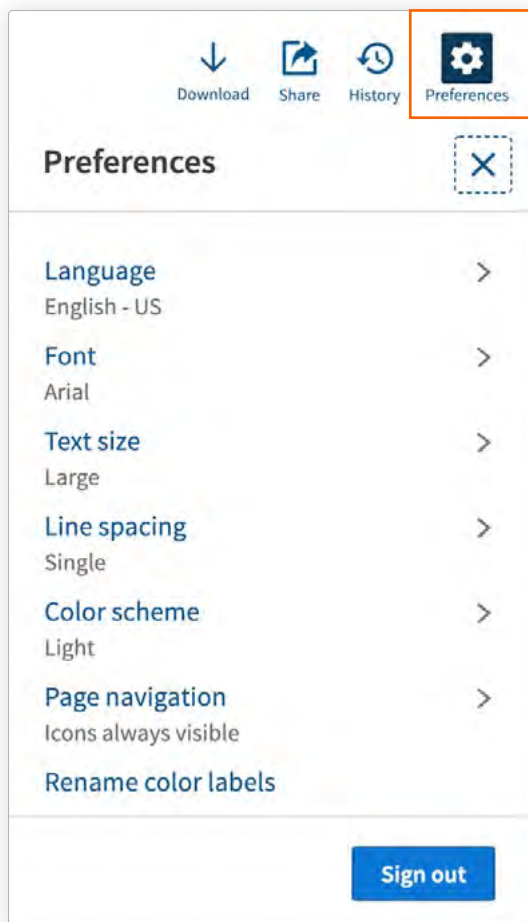 Download Share History Preferences
Preferences
Language
English - US
Font
Arial
Text size
Large
Line spacing
Single
Color scheme
Light
Page navigation
Icons always visible
Rename color labels
Sign out